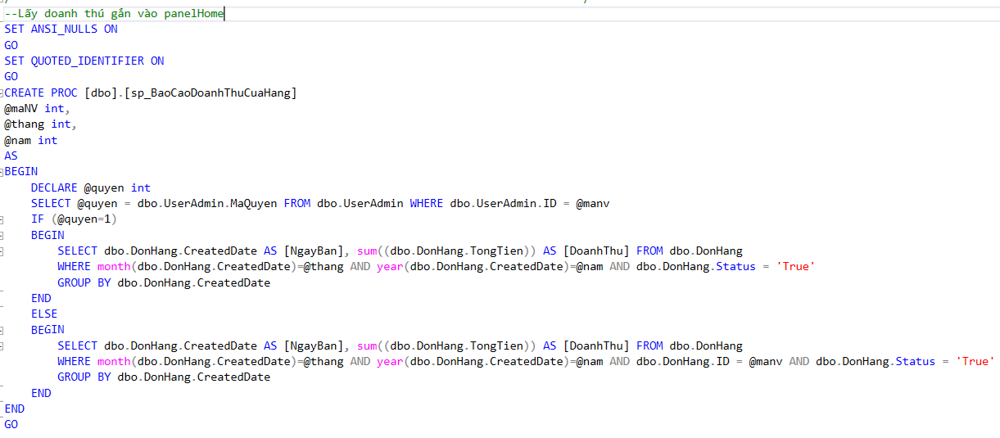 --Lấy doanh thú gắn vào panelHome
SET ANSI_NULLS ON
GO
SET QUOTED_IDENTIFIER ON
GO
CREATE PROC [dbo].[sp_BaoCaoDoanhThuCuaHang]
@maNV int,
@thang int,
@nam int
AS
BEGIN
    DECLARE @quyen int
    SELECT @quyen = dbo.UserAdmin.MaQuyen FROM dbo.UserAdmin WHERE dbo.UserAdmin.ID = @manv
    IF (@quyen=1)
    BEGIN
        SELECT dbo.DonHang.CreatedDate AS [NgayBan], sum((dbo.DonHang.TongTien)) AS [DoanhThu] FROM dbo.DonHang
        WHERE month(dbo.DonHang.CreatedDate)=@thang AND year(dbo.DonHang.CreatedDate)=@nam AND dbo.DonHang.Status = 'True'
        GROUP BY dbo.DonHang.CreatedDate
    END
    ELSE
    BEGIN
        SELECT dbo.DonHang.CreatedDate AS [NgayBan], sum((dbo.DonHang.TongTien)) AS [DoanhThu] FROM dbo.DonHang
        WHERE month(dbo.DonHang.CreatedDate)=@thang AND year(dbo.DonHang.CreatedDate)=@nam AND dbo.DonHang.ID = @manv AND dbo.DonHang.Status = 'True'
        GROUP BY dbo.DonHang.CreatedDate
    END
END
GO